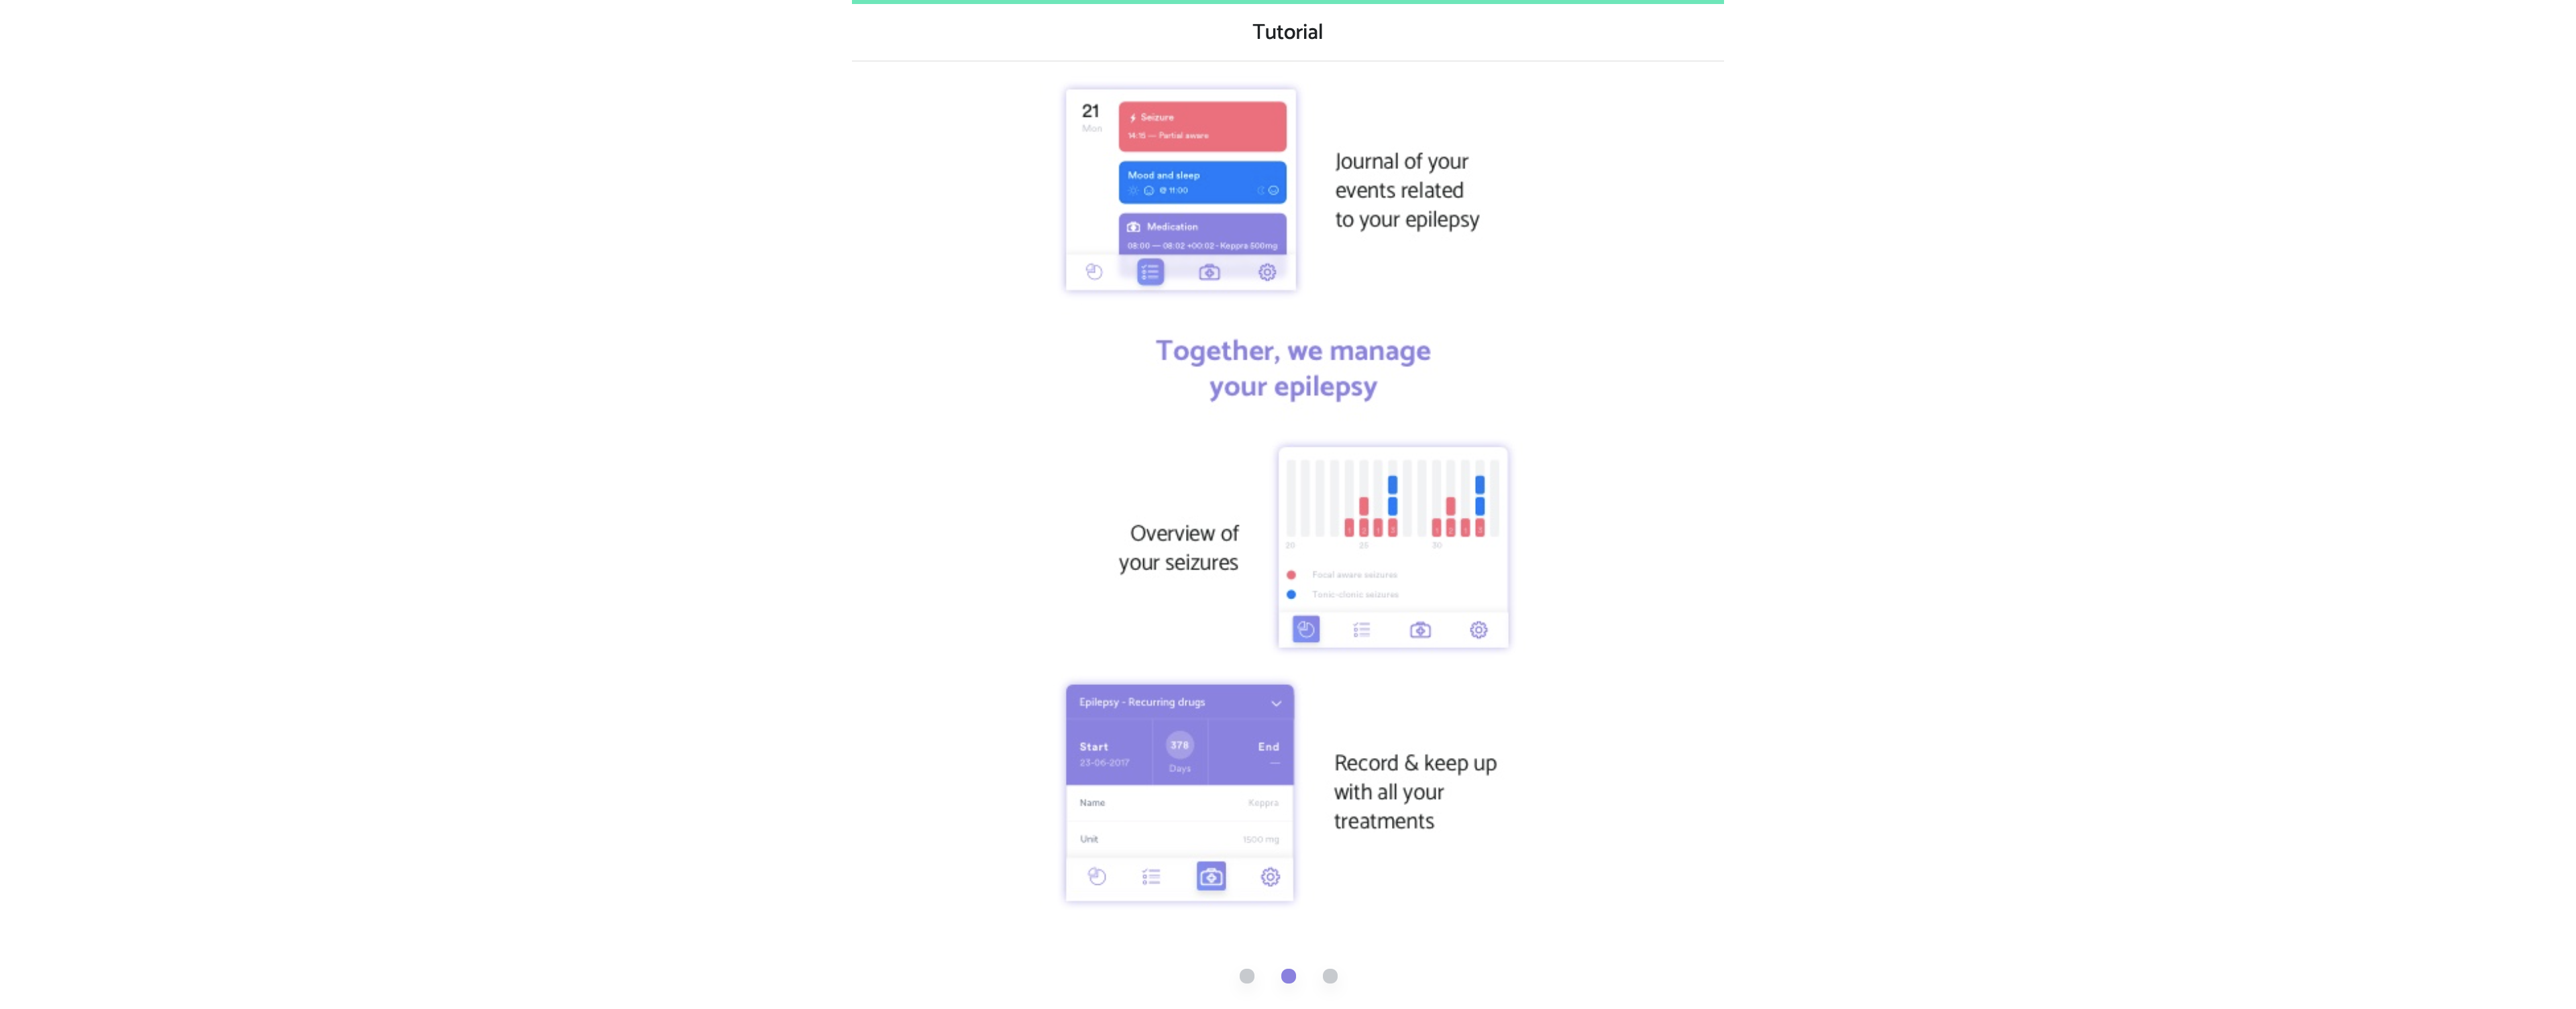 Tutorial
21
Mon
Seizure
14:15 — Partial aware
Mood and sleep
@ 11:00
Medication
08:00 — 08:02 +00:02 - Keppra 500mg
Journal of your
events related
to your epilepsy
Together, we manage
your epilepsy
Overview of
your seizures
20 25 30
Focal aware seizures
Tonic-clonic seizures
Epilepsy - Recurring drugs
Start 378 End
23-06-2017 Days —
Name Keppra
Unit 1500 mg
Record & keep up
with all your
treatments